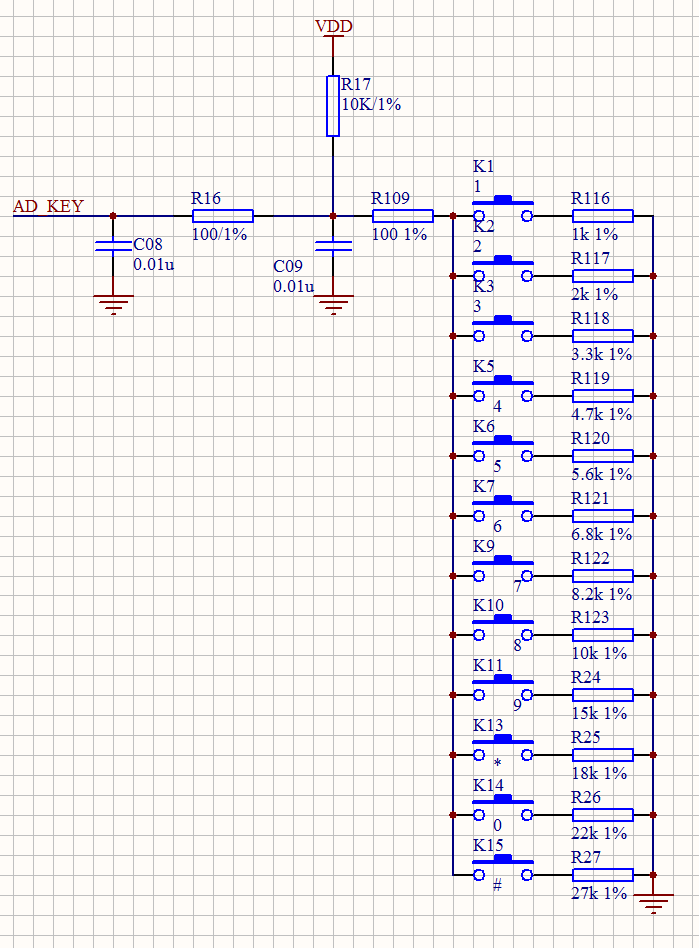 VDD
R17
10K/1%
AD_KEY
R16
100/1%
R109
100 1%
C08
0.01u
C09
0.01u
K1
1
R116
1k 1%
K2
2
R117
2k 1%
K3
3
R118
3.3k 1%
K5
4
R119
4.7k 1%
K6
5
R120
5.6k 1%
K7
6
R121
6.8k 1%
K9
7
R122
8.2k 1%
K10
8
R123
10k 1%
K11
9
R24
15k 1%
K13
*
R25
18k 1%
K14
0
R26
22k 1%
K15
#
R27
27k 1%